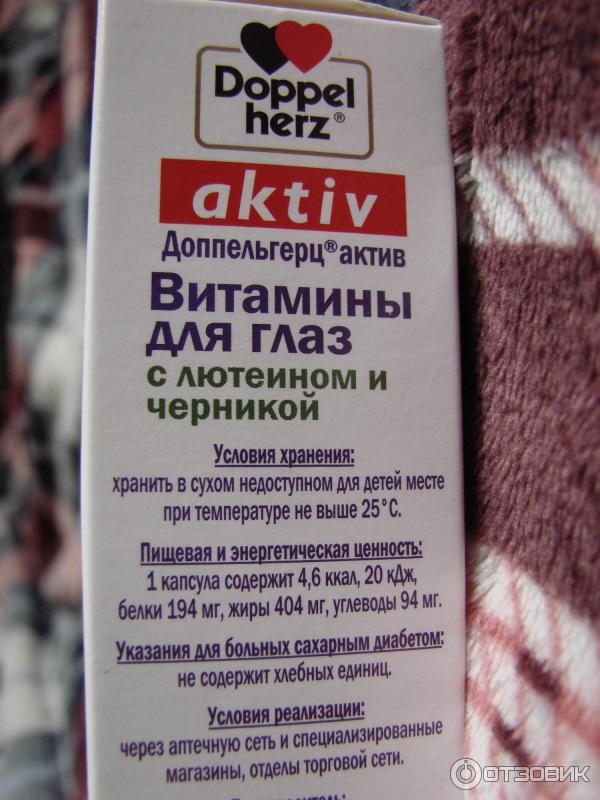 Doppel
herz®
aktiv
Доппельгерц® актив
Витамины
для глаз
с лютеином и
черникой
Условия хранения:
хранить в сухом недоступном для детей месте
при температуре не выше 25°C.
Пищевая и энергетическая ценность:
1 капсула содержит 4,6 ккал, 20 кДж,
белки 194 мг, жиры 404 мг, углеводы 94 мг.
Указания для больных сахарным диабетом:
не содержит хлебных единиц.
Условия реализации:
через аптечную сеть и специализированные
магазины, отделы торговой сети.
ОТЗОВИК